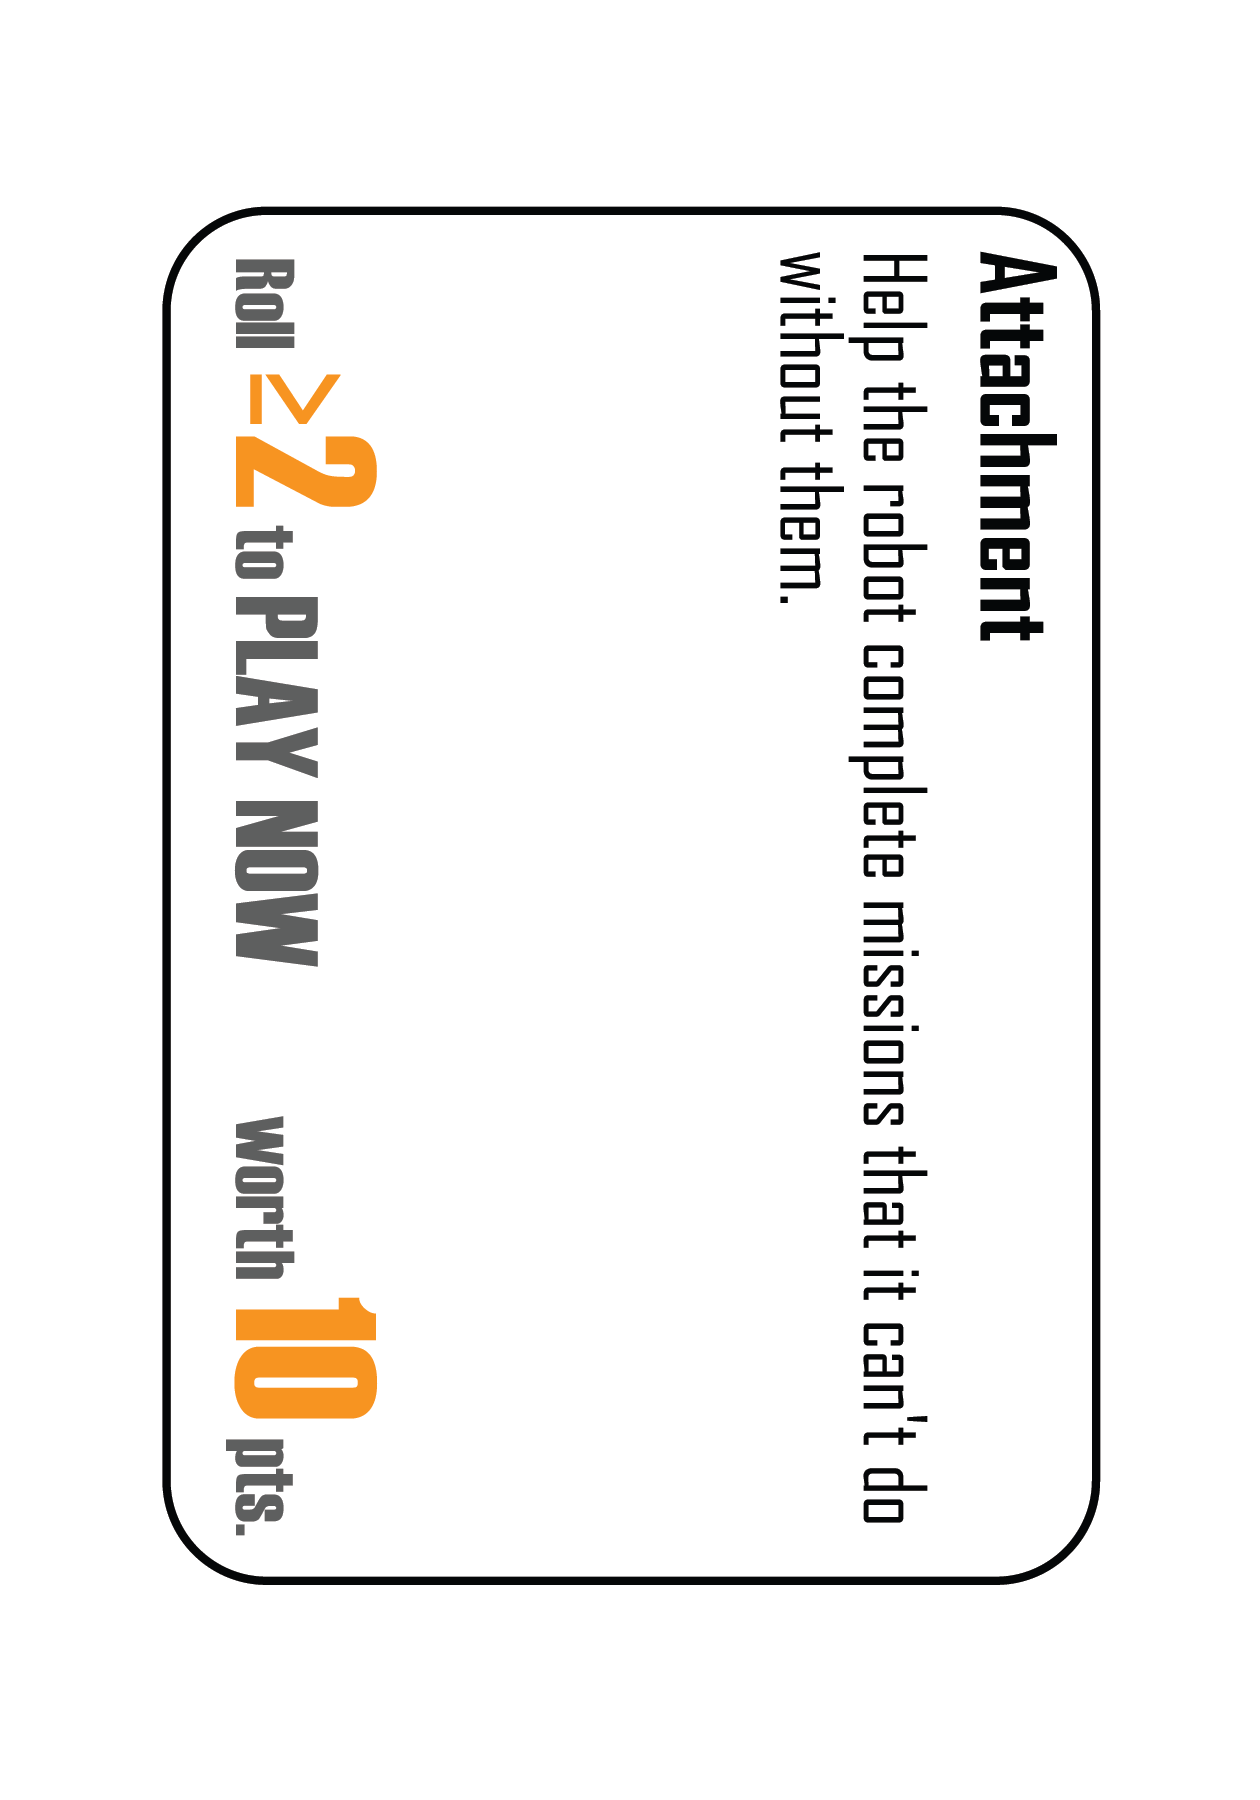 Attachment
Help the robot complete missions that it can't do
without them.
Roll ≥2 to PLAY NOW worth 10 pts.